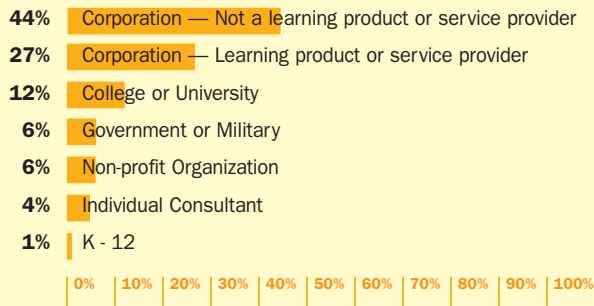 44% Corporation — Not a learning product or service provider
27% Corporation — Learning product or service provider
12% College or University
6% Government or Military
6% Non-profit Organization
4% Individual Consultant
1% K - 12
0% 10% 20% 30% 40% 50% 60% 70% 80% 90% 100%